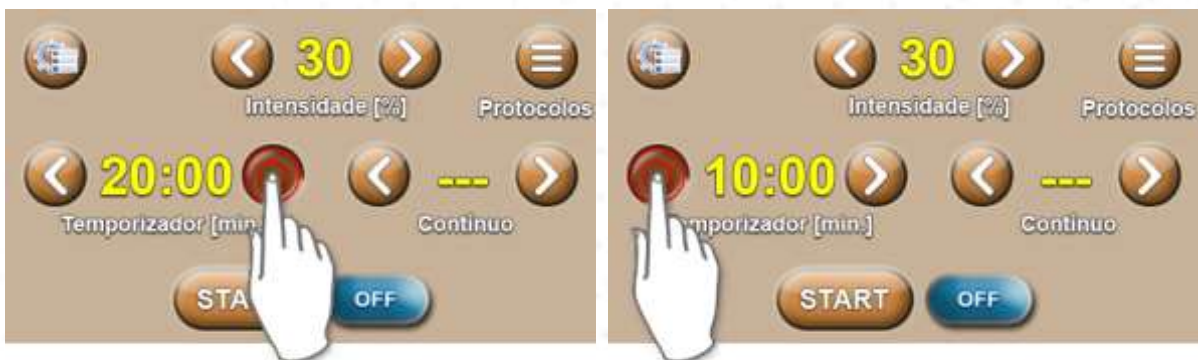 30
Intensidade [%]
Protocolos
20:00
---
Temporizador [min.
Continuo
STA
OFF
30
Intensidade [%]
Protocolos
10:00
---
mporizador [min.]
Continuo
START
OFF